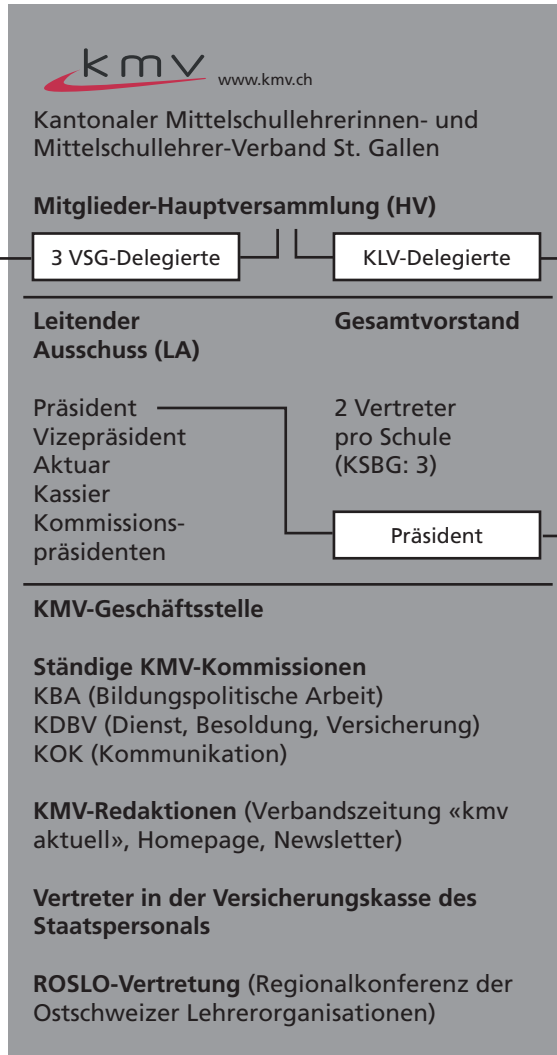 kmv www.kmv.ch
Kantonaler Mittelschullehrerinnen- und
Mittelschullehrer-Verband St. Gallen
Mitglieder-Hauptversammlung (HV)
3 VSG-Delegierte
KLV-Delegierte
Leitender
Ausschuss (LA)
Präsident
Vizepräsident
Aktuar
Kassier
Kommissions-
präsidenten
Gesamtvorstand
2 Vertreter
pro Schule
(KSBG: 3)
Präsident
KMV-Geschäftsstelle
Ständige KMV-Kommissionen
KBA (Bildungspolitische Arbeit)
KDBV (Dienst, Besoldung, Versicherung)
KOK (Kommunikation)
KMV-Redaktionen (Verbandszeitung «kmv
aktuell», Homepage, Newsletter)
Vertreter in der Versicherungskasse des
Staatspersonals
ROSLO-Vertretung (Regionalkonferenz der
Ostschweizer Lehrerorganisationen)